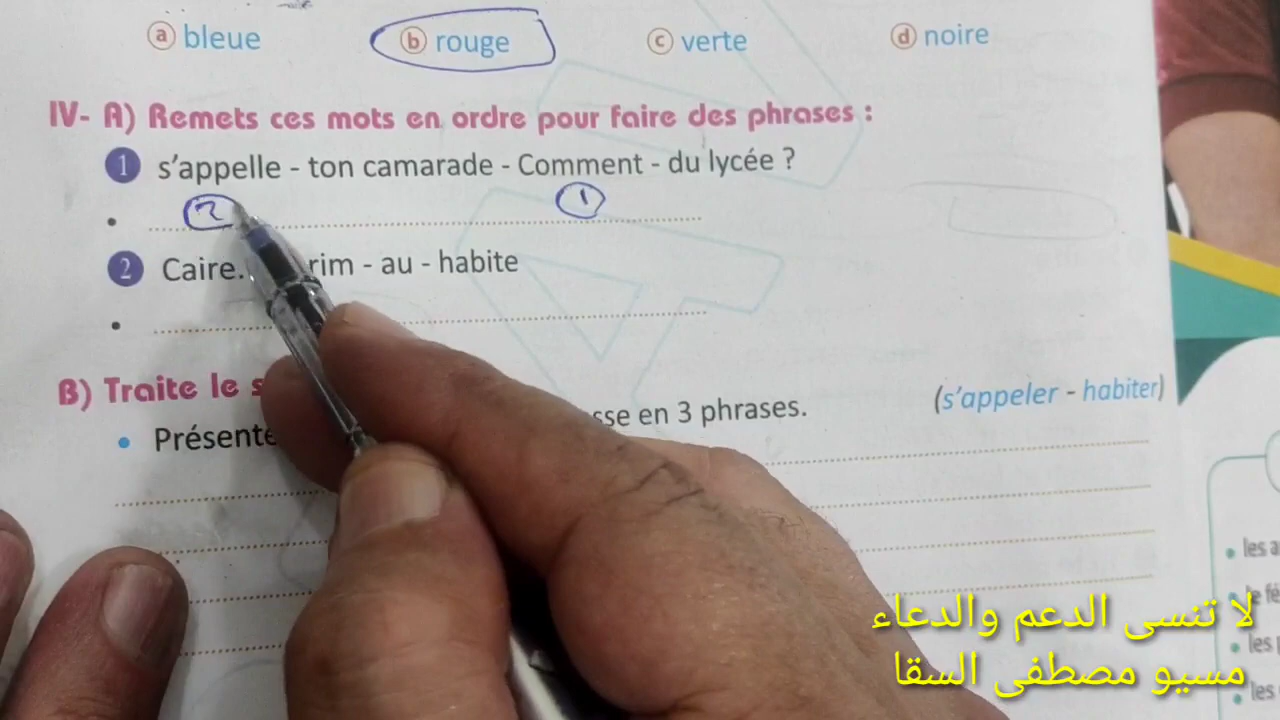 ⓐ bleue ⓑ rouge ⓒ verte ⓓ noire
IV- A) Remets ces mots en ordre pour faire des phrases :
1 s'appelle - ton camarade - Comment - du lycée ?
2 1
2 Caire. rim - au - habite
B) Traite le s
Présente sse en 3 phrases. (s'appeler - habiter)
les a
les
les
لا تنسى الدعم والدعاء
مسيو مصطفى السقا